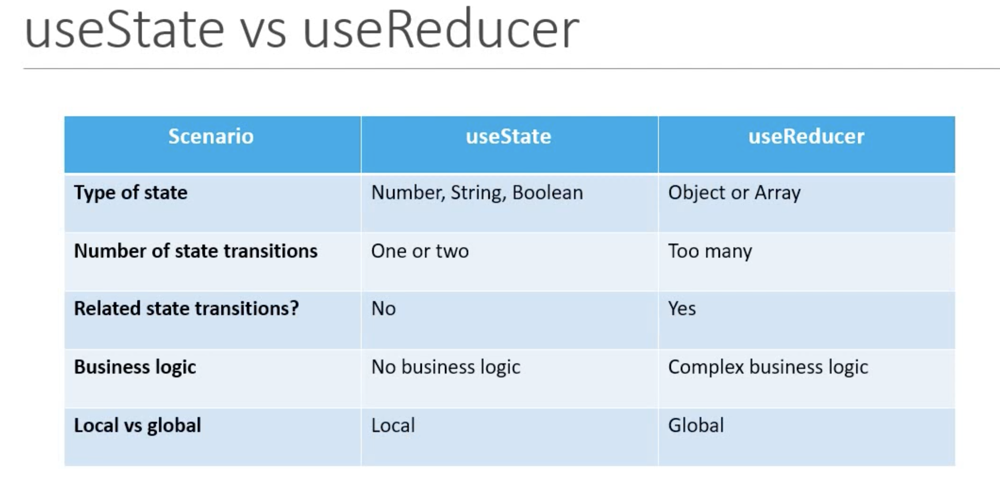 useState vs useReducer
Scenario useState useReducer
Type of state Number, String, Boolean Object or Array
Number of state transitions One or two Too many
Related state transitions? No Yes
Business logic No business logic Complex business logic
Local vs global Local Global